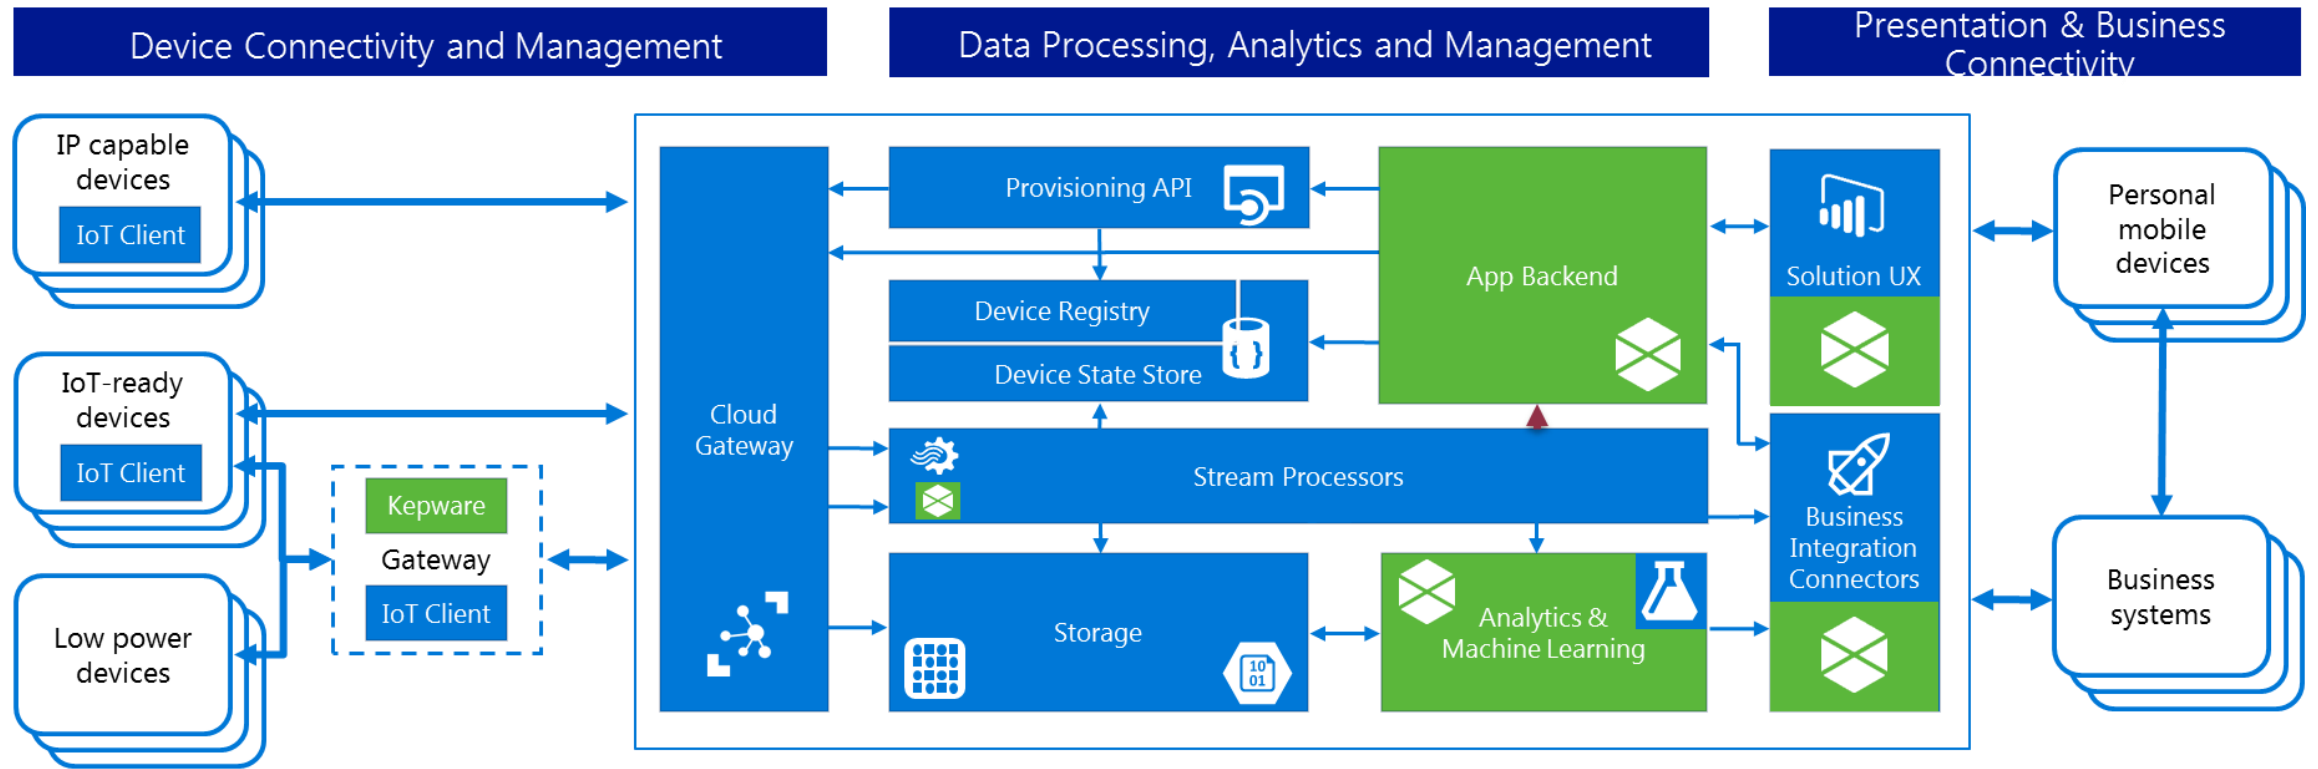 Device Connectivity and Management
Data Processing, Analytics and Management
Presentation & Business
Connectivity
IP capable
devices
IoT Client
IoT-ready
devices
IoT Client
Low power
devices
Kepware
Gateway
IoT Client
Cloud
Gateway
Provisioning API
Device Registry
{ }
Device State Store
Stream Processors
Storage
10
01
App Backend
Analytics &
Machine Learning
Solution UX
Business
Integration
Connectors
Personal
mobile
devices
Business
systems